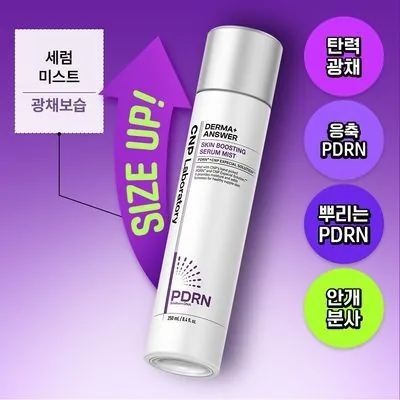 세럼
미스트
광채보습
SIZE UP!
탄력
광채
응축
PDRN
뿌리는
PDRN
안개
분사
CNP Laboratory
DERMA+
ANSWER
SKIN BOOSTING
SERUM MIST
PDRN
250 mL / 8.4 fl. oz.